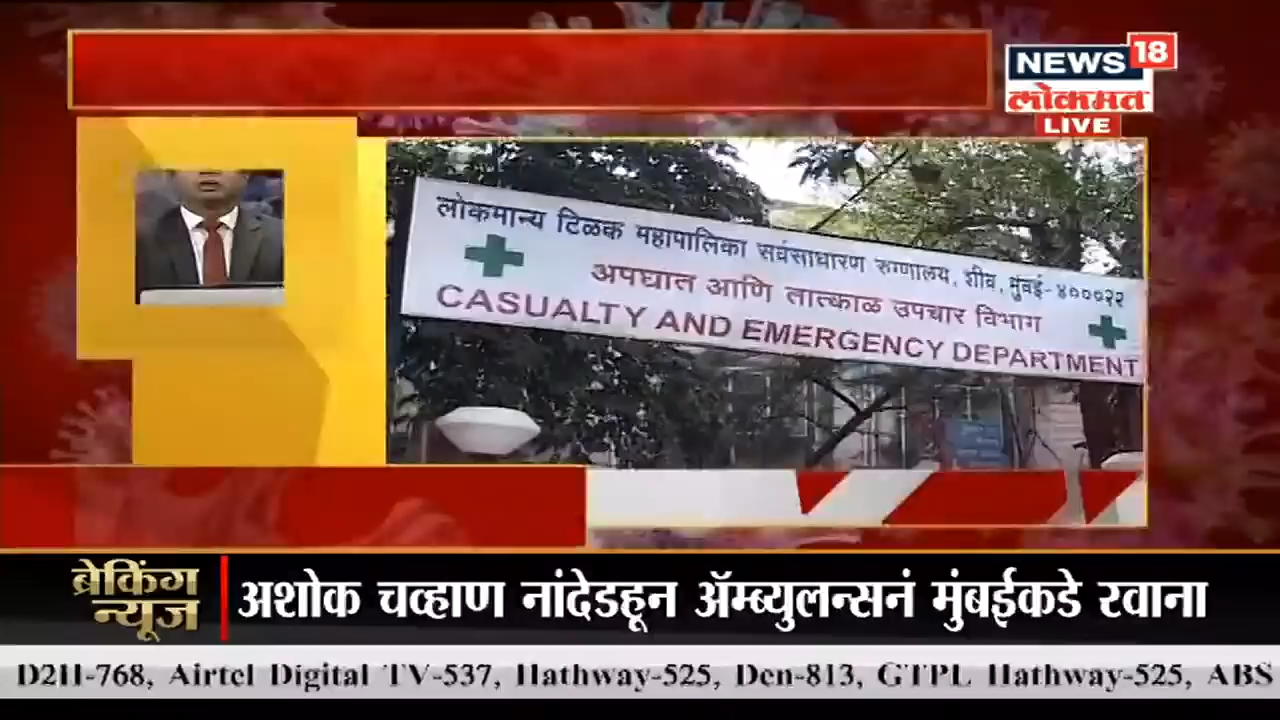 NEWS 18
लोकमत
LIVE
लोकमान्य टिळक महापालिका सर्वसाधारण रुग्णालय, शीव, मुंबई-४०००२२
अपघात आणि तात्काळ उपचार विभाग
CASUALTY AND EMERGENCY DEPARTMENT
ब्रेकिंग न्यूज
अशोक चव्हाण नांदेडहून ॲम्ब्युलन्सनं मुंबईकडे रवाना
D2H-768, Airtel Digital TV-537, Hathway-525, Den-813, GTPL Hathway-525, ABS